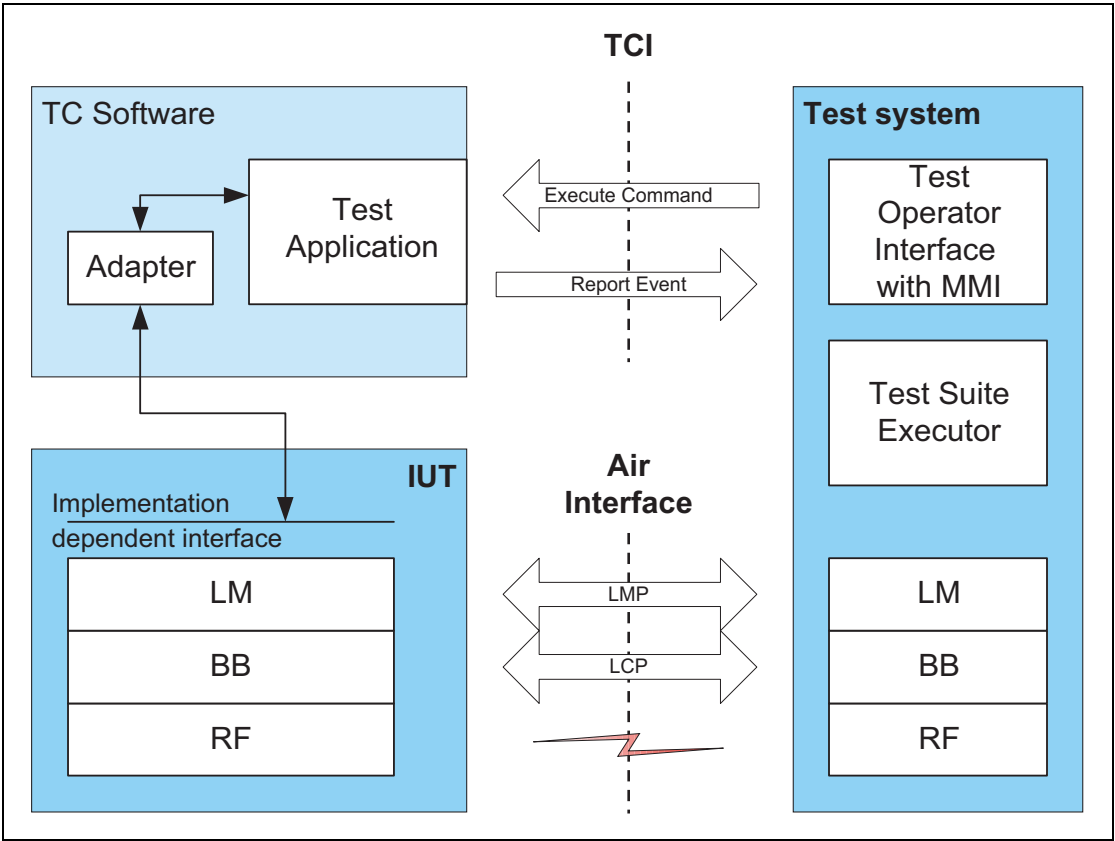 TCI
TC Software
Test
Application
Adapter
Execute Command
Report Event
Test system
Test
Operator
Interface
with MMI
Test Suite
Executor
IUT
Implementation
dependent interface
LM
BB
RF
Air
Interface
LMP
LCP
LM
BB
RF